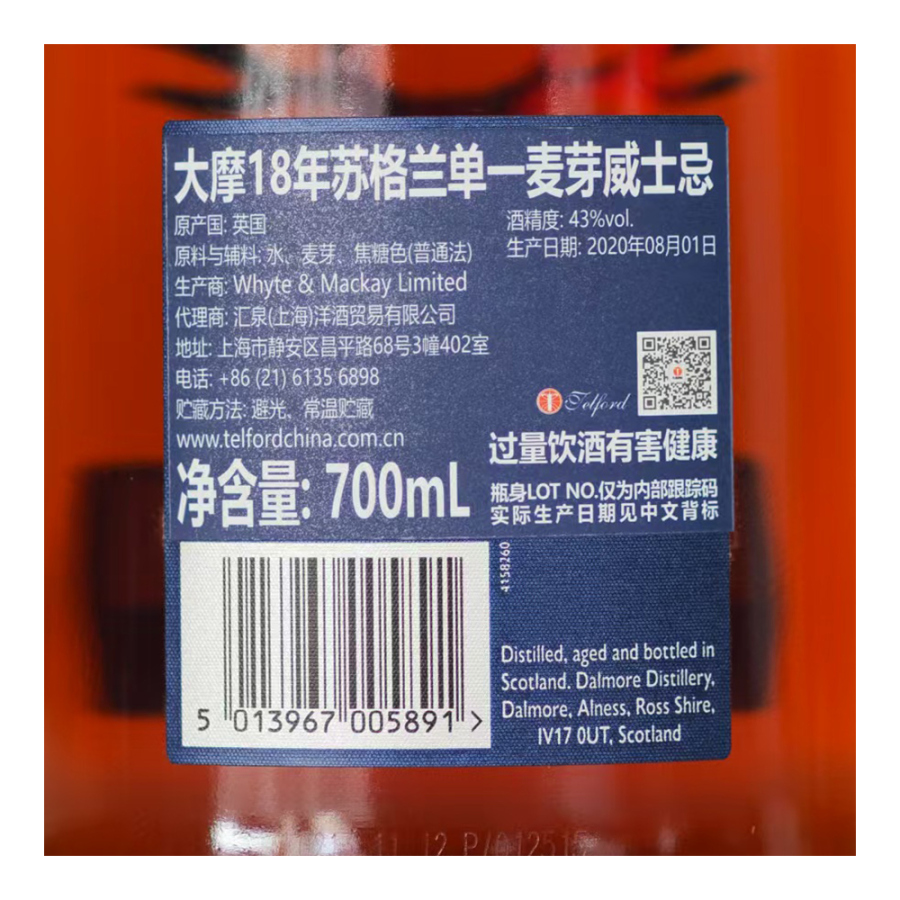 大摩18年苏格兰单一麦芽威士忌
原产国: 英国
酒精度: 43%vol.
原料与辅料: 水、麦芽、焦糖色(普通法)
生产日期: 2020年08月01日
生产商: Whyte & Mackay Limited
代理商: 汇泉(上海)洋酒贸易有限公司
地址: 上海市静安区昌平路68号3幢402室
电话: +86 (21) 6135 6898
贮藏方法: 避光、常温贮藏
www.telfordchina.com.cn
净含量: 700mL
Telford
过量饮酒有害健康
瓶身LOT NO.仅为内部跟踪码
实际生产日期见中文背标
4158260
5 013967 005891 >
Distilled, aged and bottled in
Scotland. Dalmore Distillery,
Dalmore, Alness, Ross Shire,
IV17 0UT, Scotland